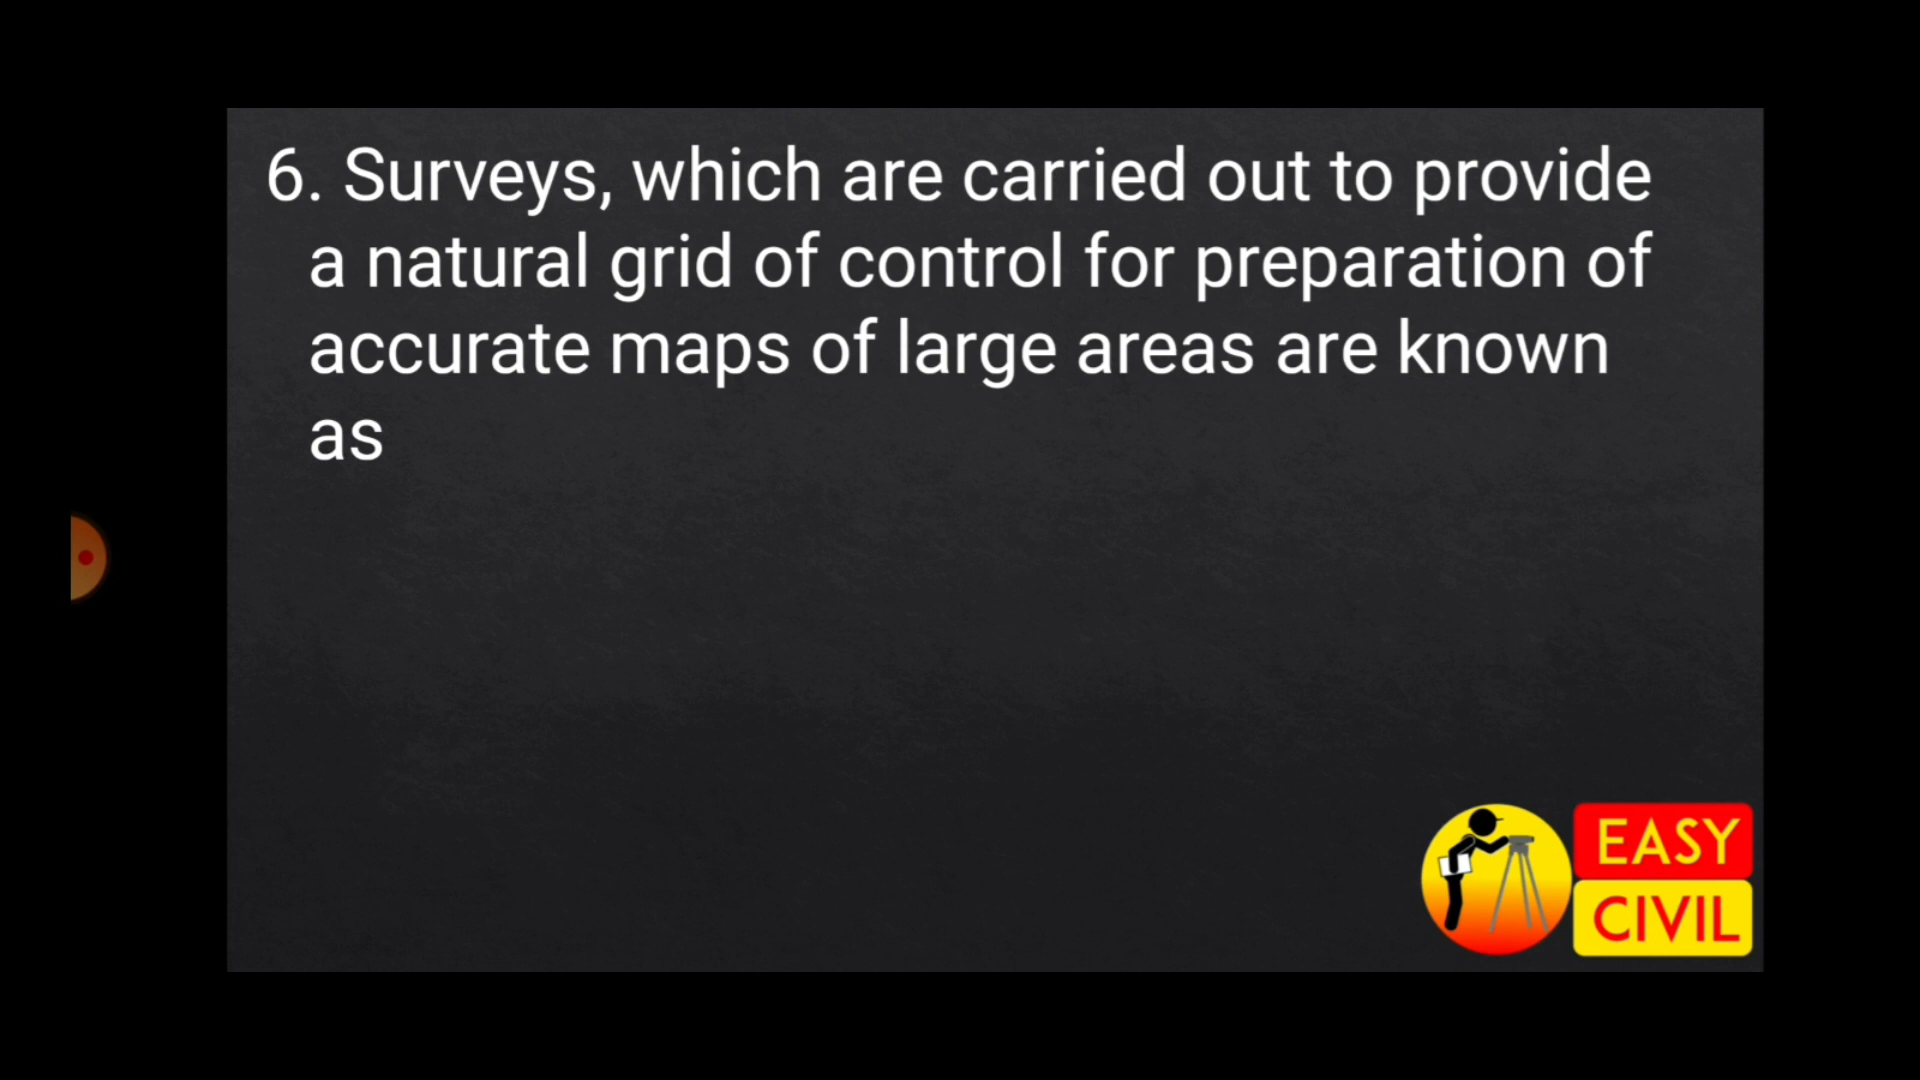 6. Surveys, which are carried out to provide
a natural grid of control for preparation of
accurate maps of large areas are known
as
EASY
CIVIL